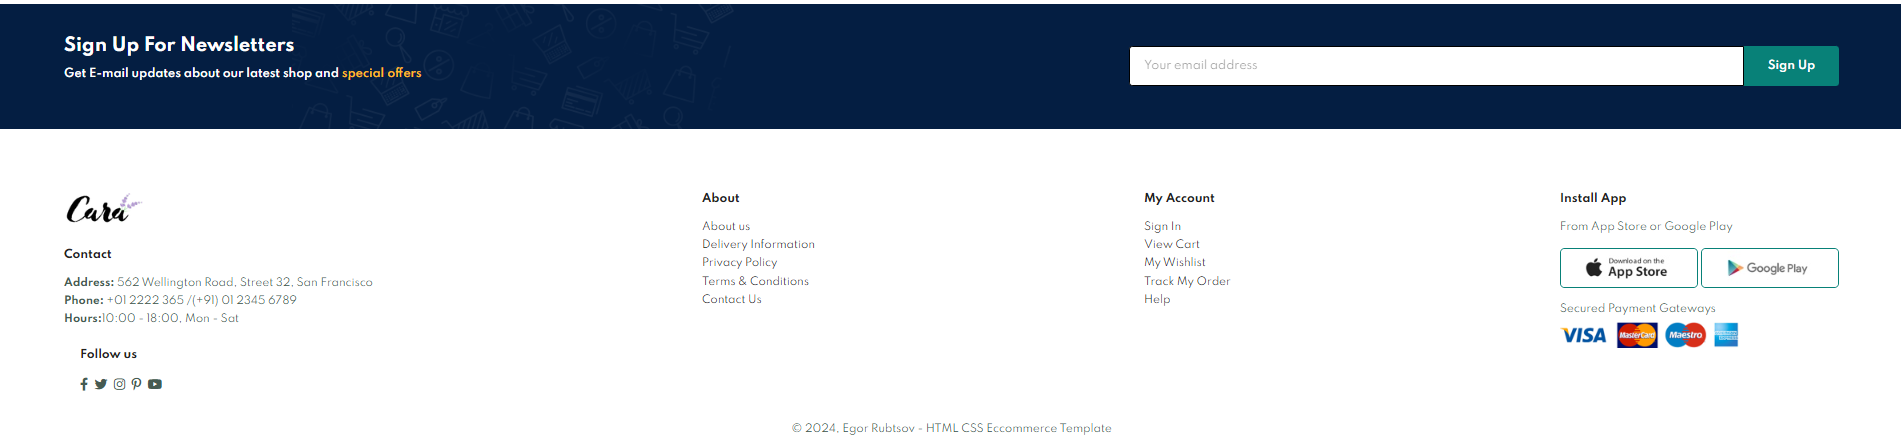 Sign Up For Newsletters
Get E-mail updates about our latest shop and special offers
Your email address
Sign Up
Cara
Contact
Address: 562 Wellington Road, Street 32, San Francisco
Phone: +01 2222 365 /(+91) 01 2345 6789
Hours:10:00 - 18:00, Mon - Sat
Follow us
About
About us
Delivery Information
Privacy Policy
Terms & Conditions
Contact Us
My Account
Sign In
View Cart
My Wishlist
Track My Order
Help
Install App
From App Store or Google Play
Download on the
App Store
Google Play
Secured Payment Gateways
VISA
MasterCard
Maestro
© 2024, Egor Rubtsov - HTML CSS Eccommerce Template